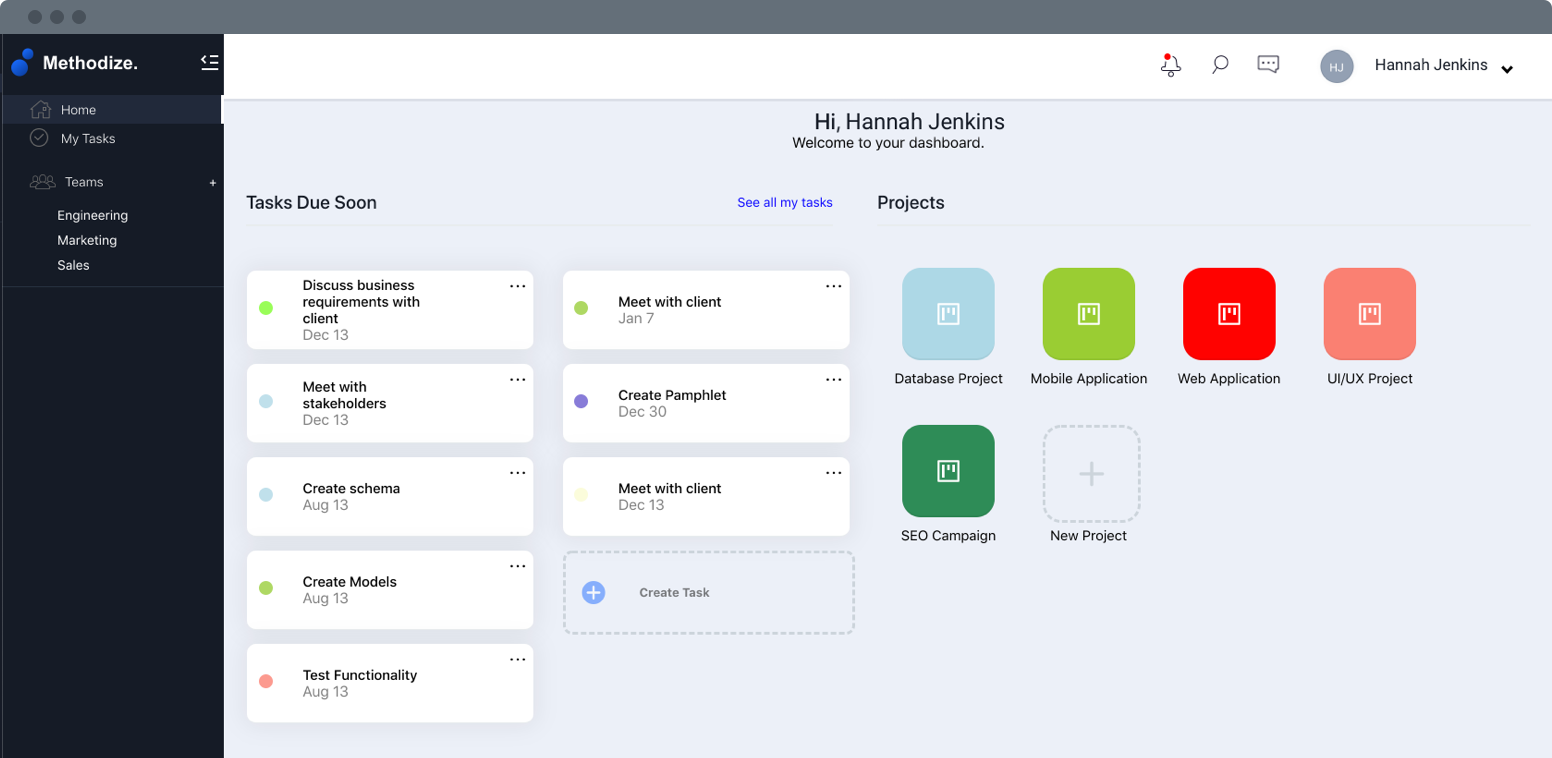 Methodize.
Home
My Tasks
Teams +
Engineering
Marketing
Sales
HJ Hannah Jenkins
Hi, Hannah Jenkins
Welcome to your dashboard.
Tasks Due Soon
See all my tasks
Discuss business
requirements with
client
Dec 13
Meet with client
Jan 7
Meet with
stakeholders
Dec 13
Create Pamphlet
Dec 30
Create schema
Aug 13
Meet with client
Dec 13
Create Models
Aug 13
Create Task
Test Functionality
Aug 13
Projects
Database Project
Mobile Application
Web Application
UI/UX Project
SEO Campaign
New Project